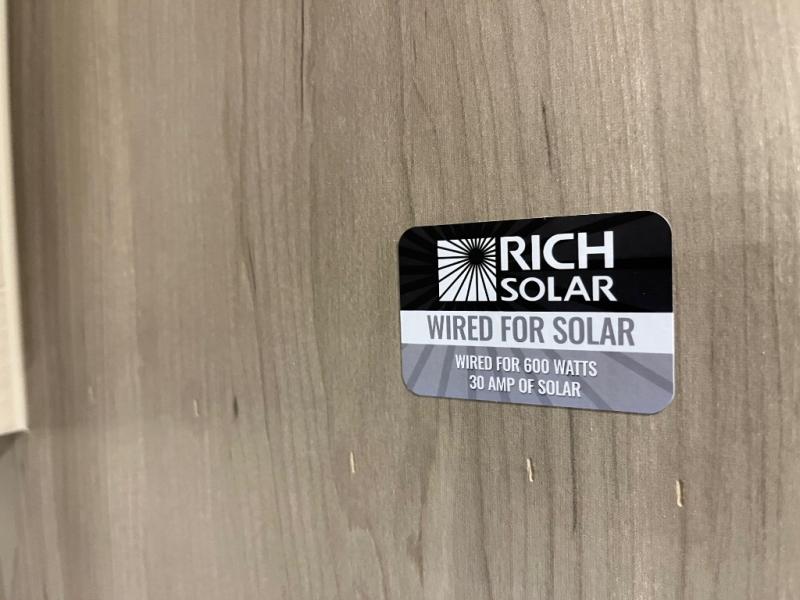 RICH
SOLAR
WIRED FOR SOLAR
WIRED FOR 600 WATTS
30 AMP OF SOLAR